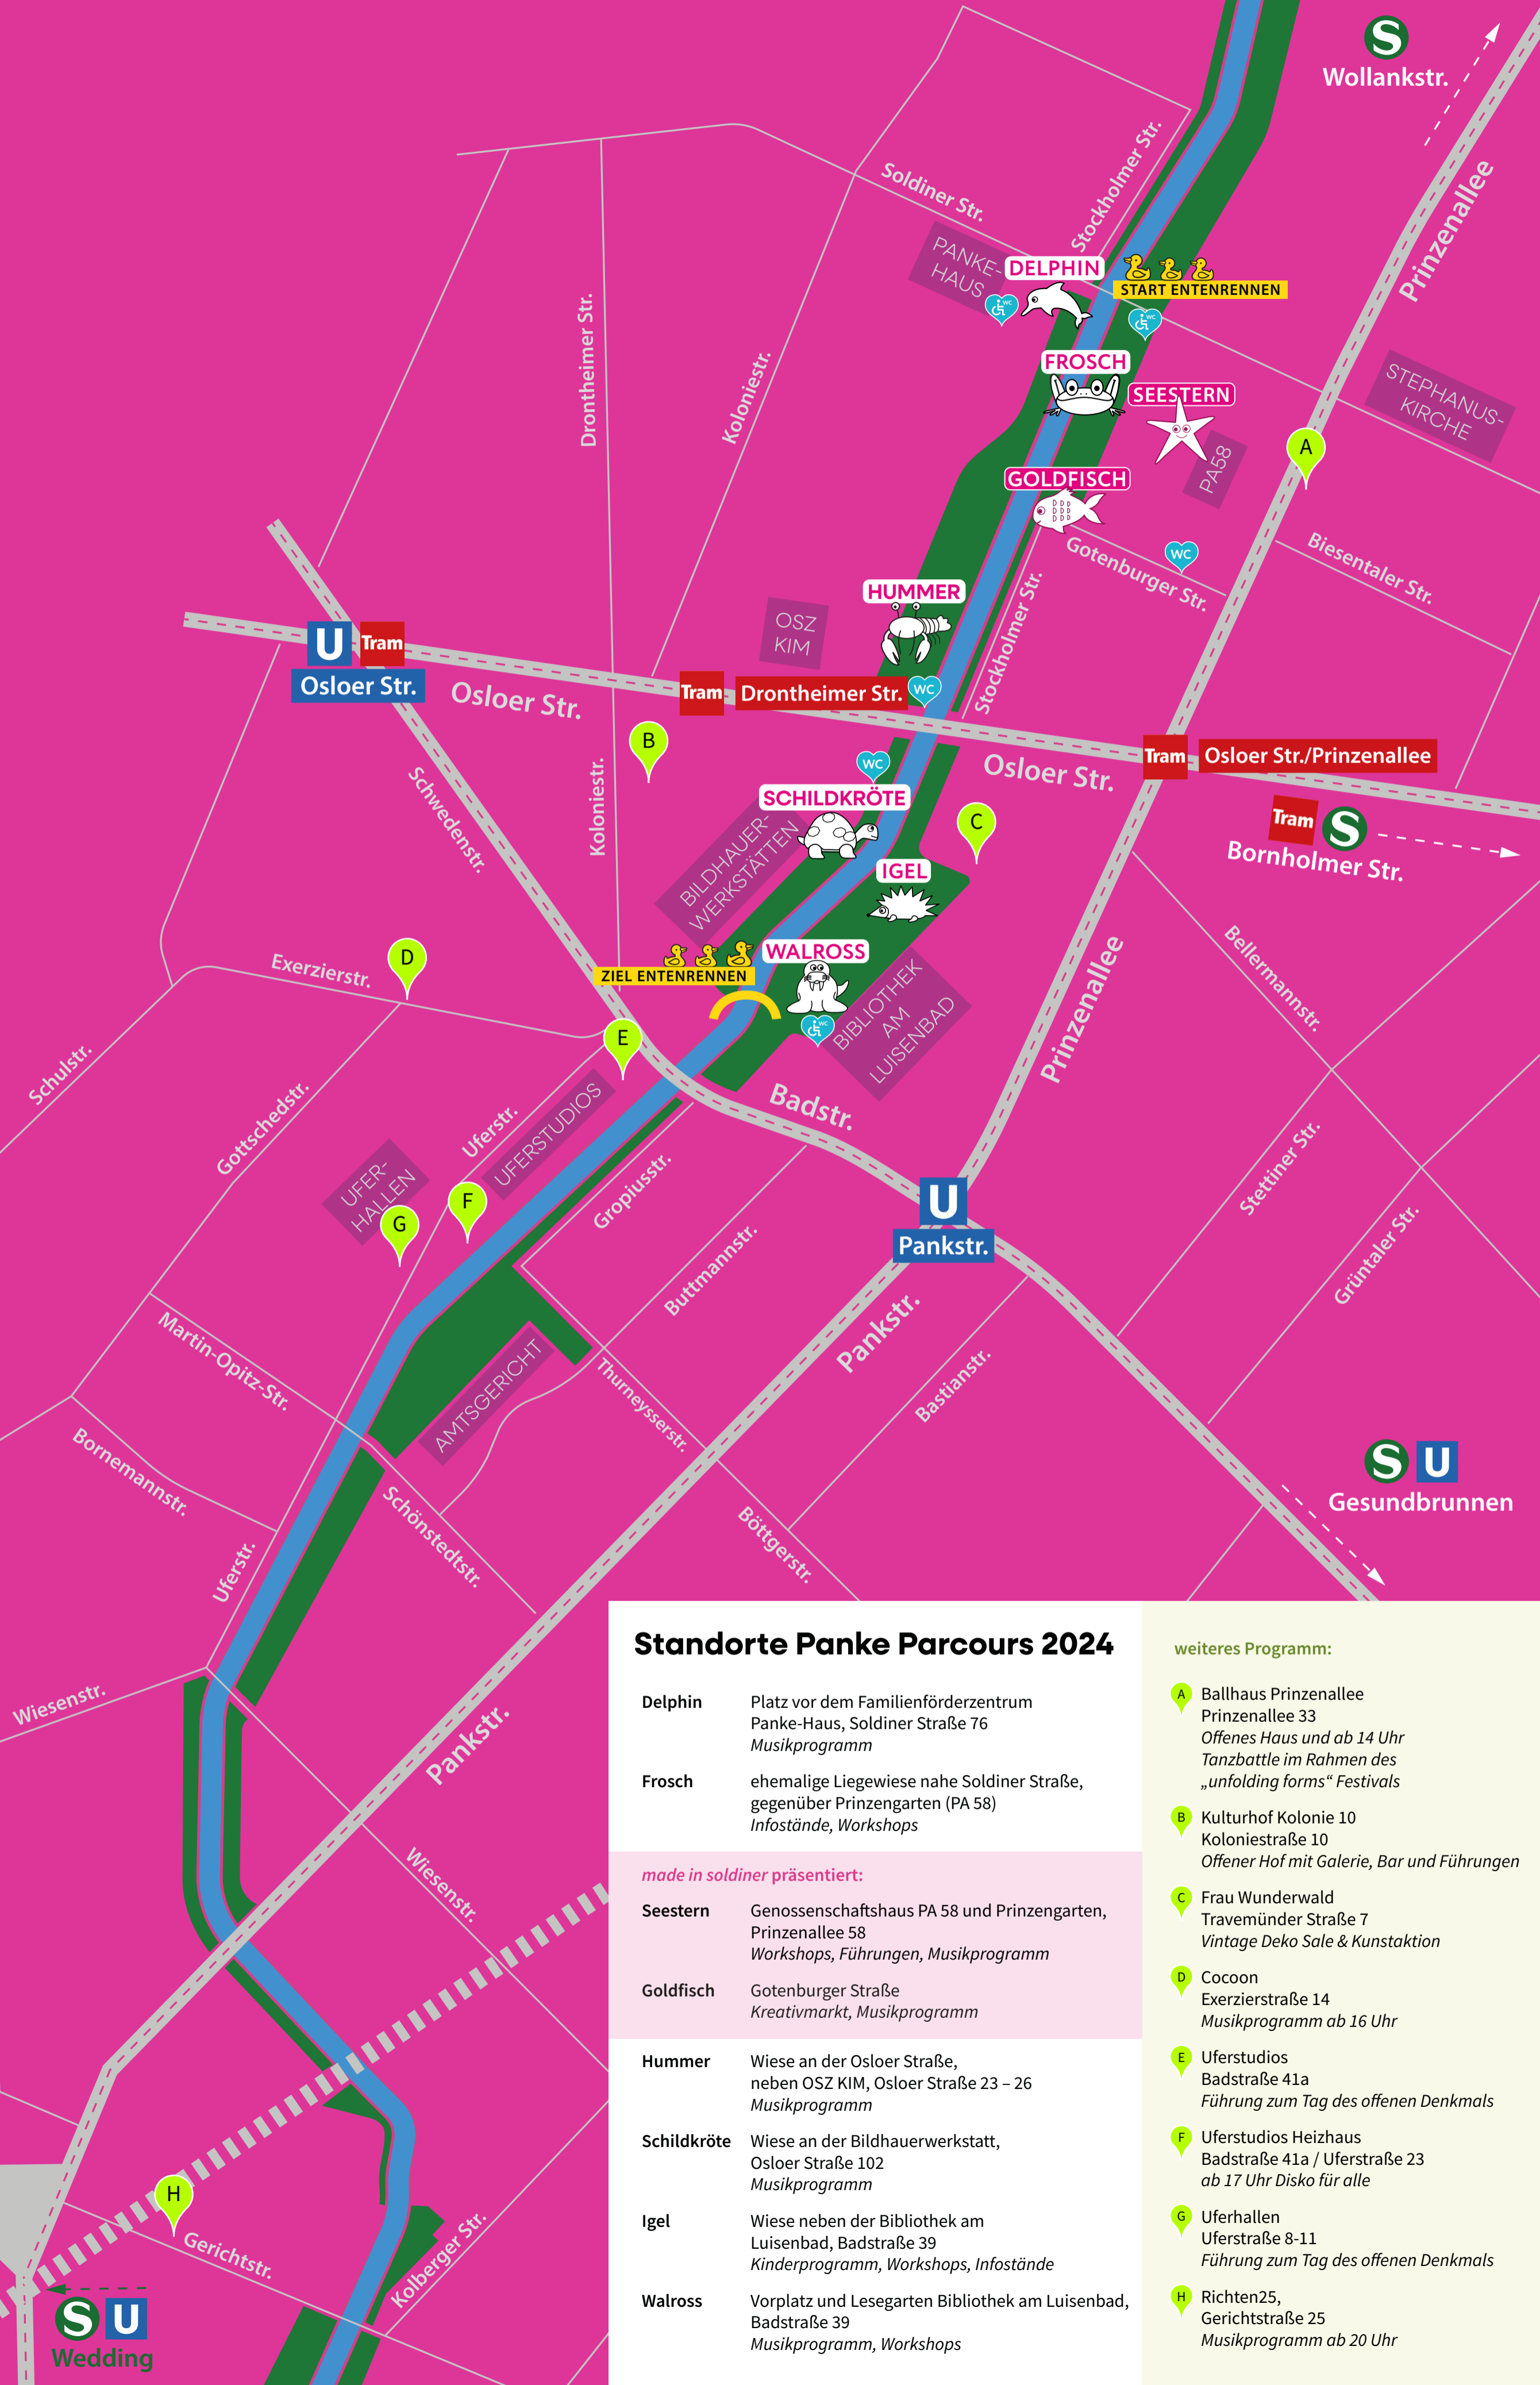 S
Wollankstr.
Prinzenallee
Soldiner Str.
Stockholmer Str.
PANKE-
HAUS
DELPHIN
START ENTENRENNEN
WC
WC
FROSCH
SEESTERN
STEPHANUS-
KIRCHE
PA58
A
Drontheimer Str.
Koloniestr.
GOLDFISCH
Gotenburger Str.
WC
Biesentaler Str.
HUMMER
OSZ
KIM
Stockholmer Str.
U
Tram
Osloer Str.
Osloer Str.
Tram
Drontheimer Str.
WC
B
Tram
Osloer Str./Prinzenallee
Osloer Str.
WC
Schwedenstr.
Koloniestr.
SCHILDKRÖTE
C
Tram
S
Bornholmer Str.
BILDHAUER-
WERKSTÄTTEN
IGEL
Bellermannstr.
D
Exerzierstr.
ZIEL ENTENRENNEN
WALROSS
WC
BIBLIOTHEK
AM
LUISENBAD
Prinzenallee
E
Schulstr.
Gottschedstr.
Uferstr.
UFERSTUDIOS
Badstr.
UFER-
HALLEN
F
G
Gropiusstr.
Stettiner Str.
U
Pankstr.
Buttmannstr.
Grüntaler Str.
Martin-Opitz-Str.
Pankstr.
AMTSGERICHT
Thurneysserstr.
Bastianstr.
Bornemannstr.
Schönstedtstr.
Böttgerstr.
S
U
Gesundbrunnen
Uferstr.
Wiesenstr.
Pankstr.
Wiesenstr.
H
Gerichtstr.
Kolberger Str.
S
U
Wedding
Standorte Panke Parcours 2024
Delphin
Platz vor dem Familienförderzentrum
Panke-Haus, Soldiner Straße 76
Musikprogramm
Frosch
ehemalige Liegewiese nahe Soldiner Straße,
gegenüber Prinzengarten (PA 58)
Infostände, Workshops
made in soldiner präsentiert:
Seestern
Genossenschaftshaus PA 58 und Prinzengarten,
Prinzenallee 58
Workshops, Führungen, Musikprogramm
Goldfisch
Gotenburger Straße
Kreativmarkt, Musikprogramm
Hummer
Wiese an der Osloer Straße,
neben OSZ KIM, Osloer Straße 23 – 26
Musikprogramm
Schildkröte
Wiese an der Bildhauerwerkstatt,
Osloer Straße 102
Musikprogramm
Igel
Wiese neben der Bibliothek am
Luisenbad, Badstraße 39
Kinderprogramm, Workshops, Infostände
Walross
Vorplatz und Lesegarten Bibliothek am Luisenbad,
Badstraße 39
Musikprogramm, Workshops
weiteres Programm:
A
Ballhaus Prinzenallee
Prinzenallee 33
Offenes Haus und ab 14 Uhr
Tanzbattle im Rahmen des
„unfolding forms“ Festivals
B
Kulturhof Kolonie 10
Koloniestraße 10
Offener Hof mit Galerie, Bar und Führungen
C
Frau Wunderwald
Travemünder Straße 7
Vintage Deko Sale & Kunstaktion
D
Cocoon
Exerzierstraße 14
Musikprogramm ab 16 Uhr
E
Uferstudios
Badstraße 41a
Führung zum Tag des offenen Denkmals
F
Uferstudios Heizhaus
Badstraße 41a / Uferstraße 23
ab 17 Uhr Disko für alle
G
Uferhallen
Uferstraße 8-11
Führung zum Tag des offenen Denkmals
H
Richten25,
Gerichtstraße 25
Musikprogramm ab 20 Uhr